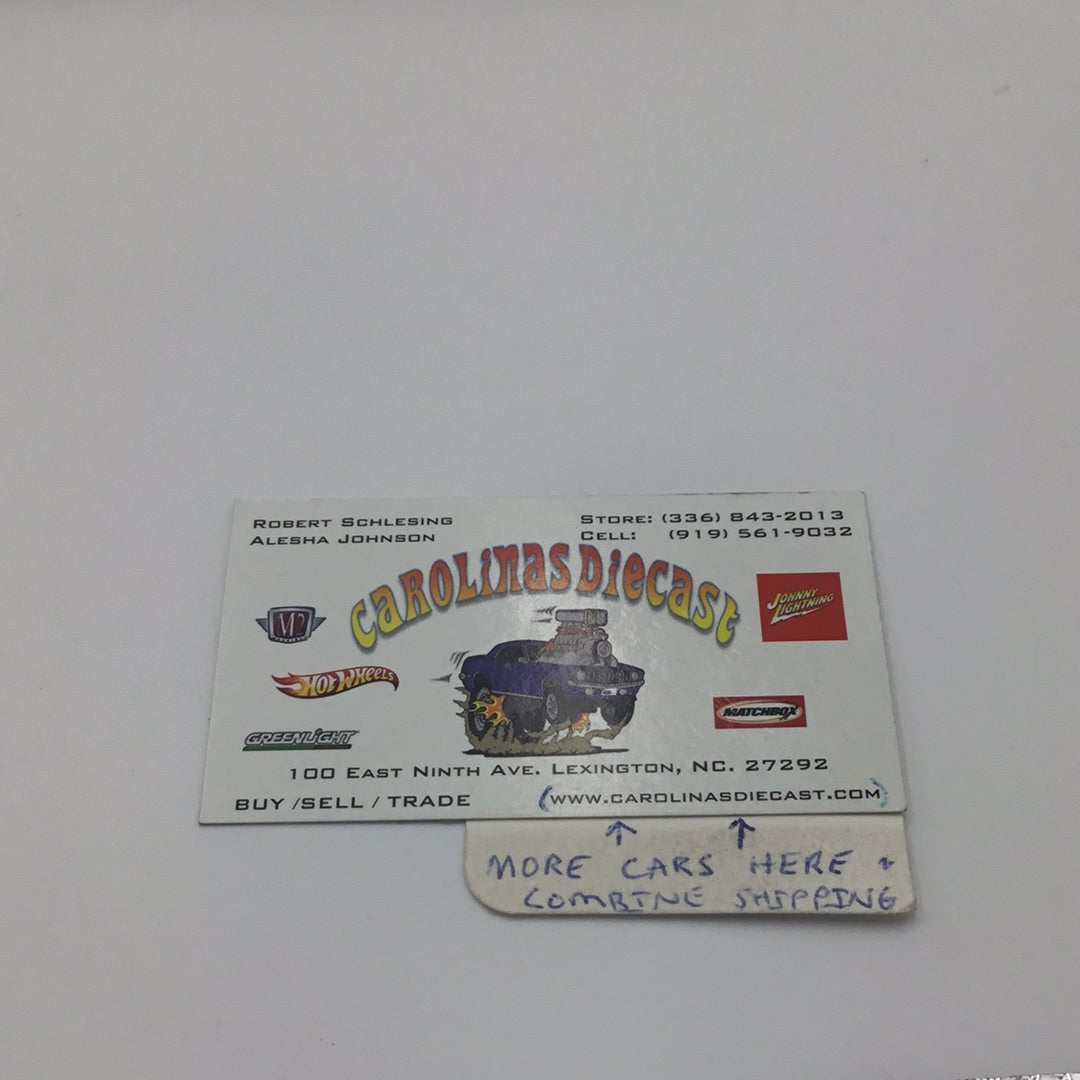 ROBERT SCHLESING
ALESHA JOHNSON
STORE: (336) 843-2013
CELL: (919) 561-9032
CAROLINAS DIECAST
M2
HOT WHEELS
GREENLIGHT
JOHNNY
LIGHTNING
MATCHBOX
100 EAST NINTH AVE. LEXINGTON, NC. 27292
BUY /SELL / TRADE
(WWW.CAROLINASDIECAST.COM)
↑ ↑
MORE CARS HERE +
COMBINE SHIPPING